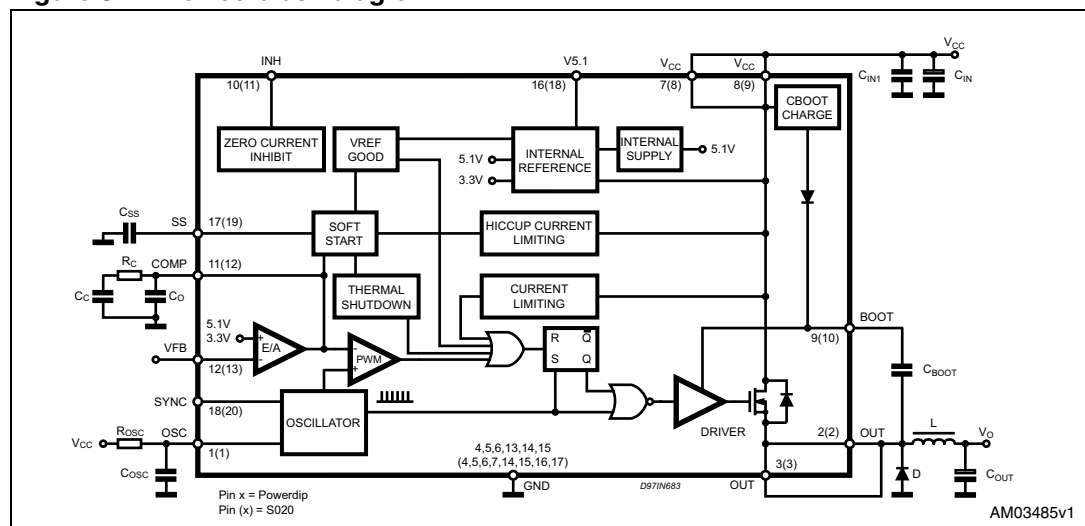 INH
V5.1
VCC
VCC
VCC
10(11)
16(18)
7(8)
8(9)
CIN1
CIN
CBOOT
CHARGE
ZERO CURRENT
INHIBIT
VREF
GOOD
5.1V
3.3V
INTERNAL
REFERENCE
INTERNAL
SUPPLY
5.1V
CSS
SS
17(19)
SOFT
START
HICCUP CURRENT
LIMITING
RC
COMP
11(12)
CC
CO
THERMAL
SHUTDOWN
CURRENT
LIMITING
BOOT
9(10)
5.1V
3.3V
+
-
E/A
VFB
12(13)
-
+
PWM
R
Q
S
Q
CBOOT
SYNC
18(20)
OSCILLATOR
DRIVER
VCC
ROSC
OSC
1(1)
COSC
2(2)
OUT
L
VO
D
COUT
4,5,6,13,14,15
(4,5,6,7,14,15,16,17)
GND
D97IN683
3(3)
OUT
Pin x = Powerdip
Pin (x) = S020
AM03485v1